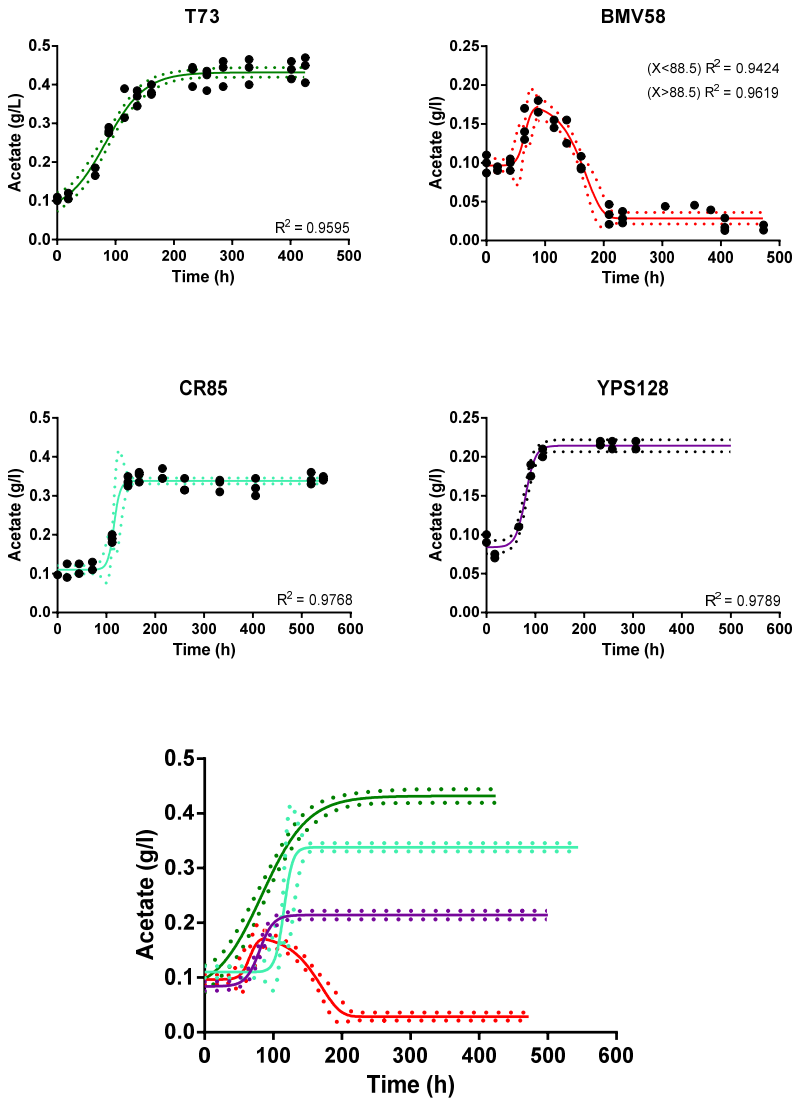 T73
Acetate (g/L)
0.5
0.4
0.3
0.2
0.1
0.0
0 100 200 300 400 500
Time (h)
R² = 0.9595
BMV58
Acetate (g/l)
0.25
0.20
0.15
0.10
0.05
0.00
0 100 200 300 400 500
Time (h)
(X<88.5) R² = 0.9424
(X>88.5) R² = 0.9619
CR85
Acetate (g/l)
0.5
0.4
0.3
0.2
0.1
0.0
0 100 200 300 400 500 600
Time (h)
R² = 0.9768
YPS128
Acetate (g/l)
0.25
0.20
0.15
0.10
0.05
0.00
0 100 200 300 400 500 600
Time (h)
R² = 0.9789
Acetate (g/l)
0.5
0.4
0.3
0.2
0.1
0.0
0 100 200 300 400 500 600
Time (h)